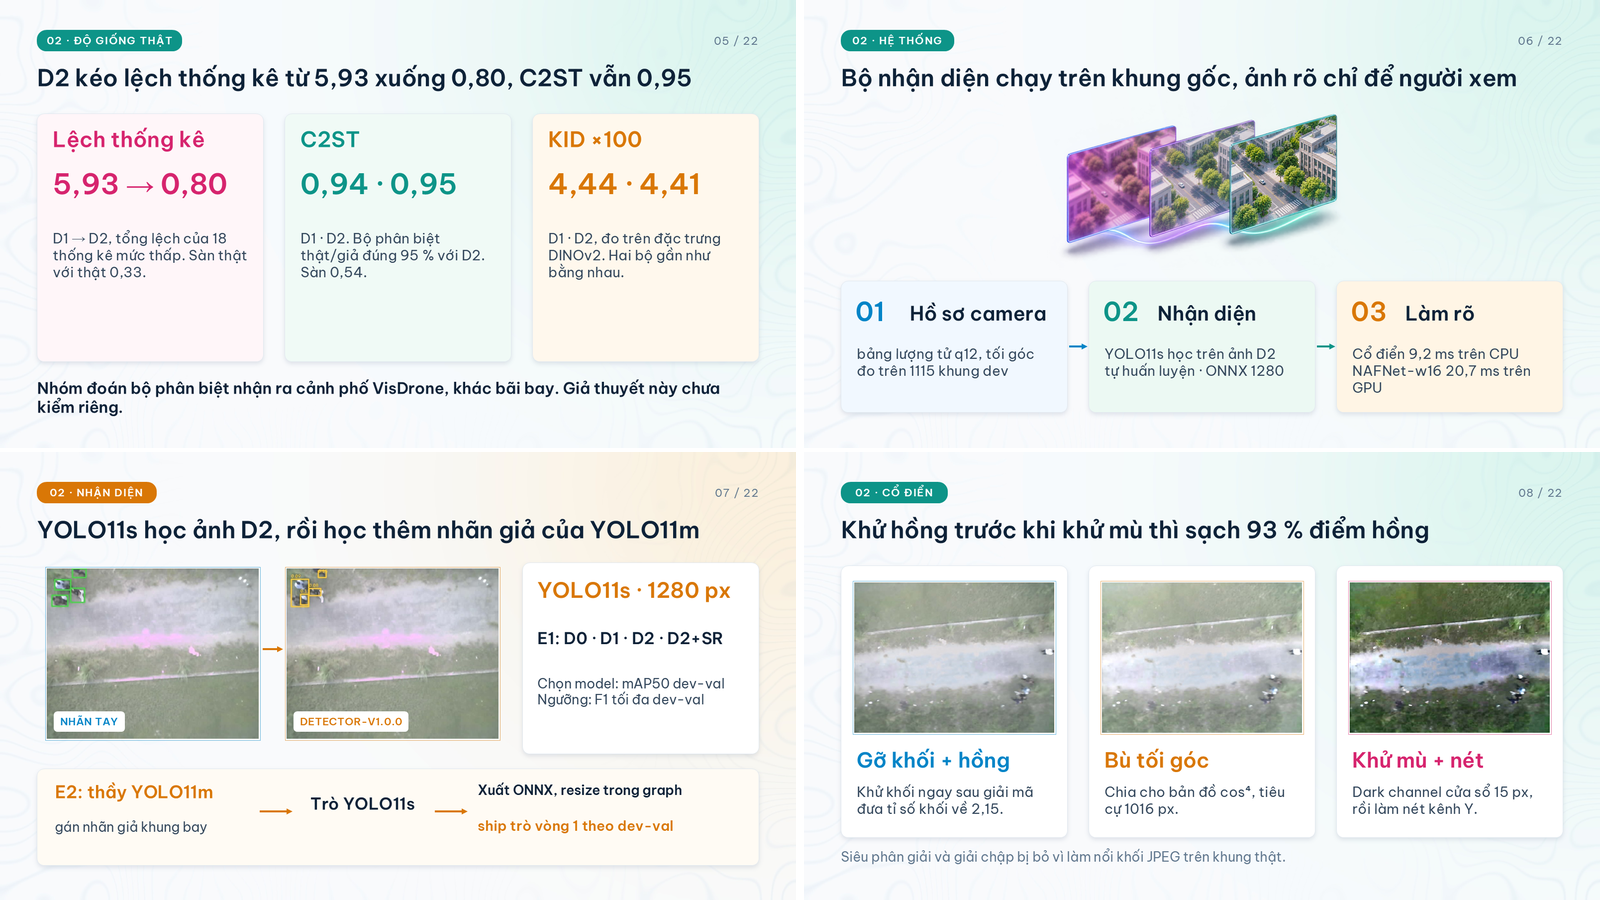 02 · ĐỘ GIỐNG THẬT
05 / 22
D2 kéo lệch thống kê từ 5,93 xuống 0,80, C2ST vẫn 0,95
Lệch thống kê
5,93 → 0,80
D1 → D2, tổng lệch của 18
thống kê mức thấp. Sàn thật
với thật 0,33.
C2ST
0,94 · 0,95
D1 · D2. Bộ phân biệt
thật/giả đúng 95 % với D2.
Sàn 0,54.
KID ×100
4,44 · 4,41
D1 · D2, đo trên đặc trưng
DINOv2. Hai bộ gần như
bằng nhau.
Nhóm đoán bộ phân biệt nhận ra cảnh phố VisDrone, khác bãi bay. Giả thuyết này chưa
kiểm riêng.
02 · HỆ THỐNG
06 / 22
Bộ nhận diện chạy trên khung gốc, ảnh rõ chỉ để người xem
01 Hồ sơ camera
bảng lượng tử q12, tối góc
đo trên 1115 khung dev
02 Nhận diện
YOLO11s học trên ảnh D2
tự huấn luyện · ONNX 1280
03 Làm rõ
Cổ điển 9,2 ms trên CPU
NAFNet-w16 20,7 ms trên
GPU
02 · NHẬN DIỆN
07 / 22
YOLO11s học ảnh D2, rồi học thêm nhãn giả của YOLO11m
NHÃN TAY
DETECTOR-V1.0.0
YOLO11s · 1280 px
E1: D0 · D1 · D2 · D2+SR
Chọn model: mAP50 dev-val
Ngưỡng: F1 tối đa dev-val
E2: thầy YOLO11m
gán nhãn giả khung bay
Trò YOLO11s
Xuất ONNX, resize trong graph
ship trò vòng 1 theo dev-val
02 · CỔ ĐIỂN
08 / 22
Khử hồng trước khi khử mù thì sạch 93 % điểm hồng
Gỡ khối + hồng
Khử khối ngay sau giải mã
đưa tỉ số khối về 2,15.
Bù tối góc
Chia cho bản đồ cos⁴, tiêu
cự 1016 px.
Khử mù + nét
Dark channel cửa sổ 15 px,
rồi làm nét kênh Y.
Siêu phân giải và giải chập bị bỏ vì làm nổi khối JPEG trên khung thật.